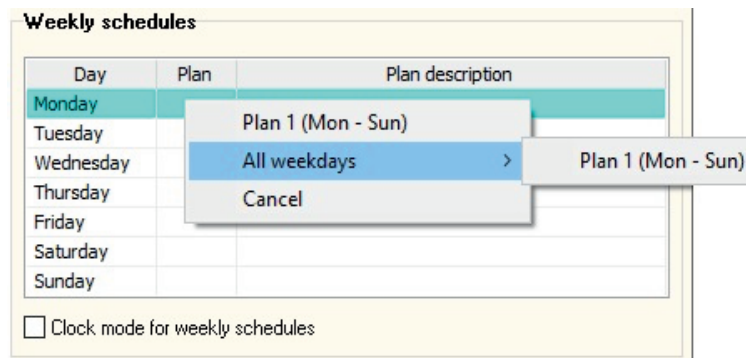 Weekly schedules
Day Plan Plan description
Monday
Plan 1 (Mon - Sun)
Tuesday
Wednesday All weekdays > Plan 1 (Mon - Sun)
Thursday
Cancel
Friday
Saturday
Sunday
Clock mode for weekly schedules